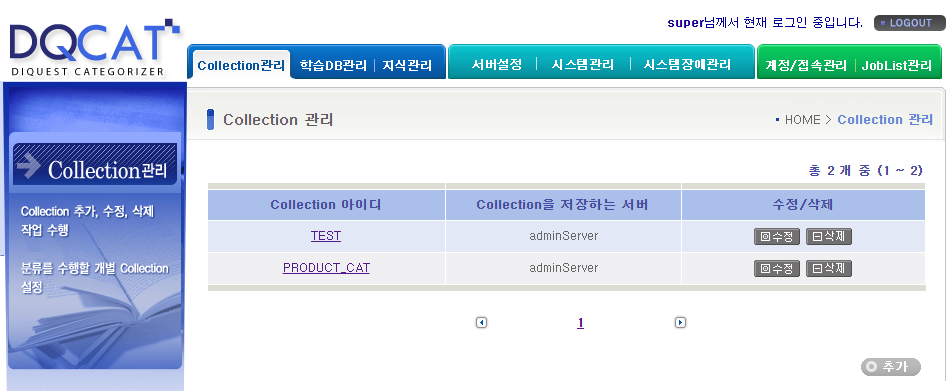 super님께서 현재 로그인 중입니다. LOGOUT
DQCAT
DIQUEST CATEGORIZER
Collection관리 학습DB관리 지식관리 서버설정 시스템관리 시스템장애관리 계정/접속관리 JobList관리
Collection 관리
HOME > Collection 관리
Collection관리
Collection 추가, 수정, 삭제
작업 수행
분류를 수행할 개별 Collection
설정
총 2 개 중 (1 ~ 2)
Collection 아이디 Collection을 저장하는 서버 수정/삭제
TEST adminServer 수정 삭제
PRODUCT_CAT adminServer 수정 삭제
1
추가